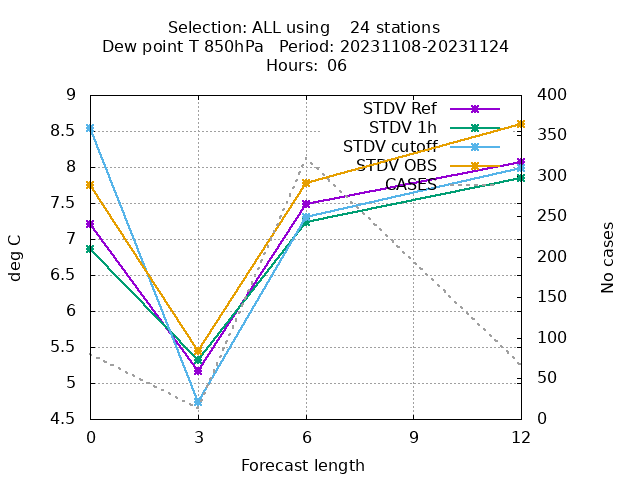 Selection: ALL using    24 stations
Dew point T 850hPa   Period: 20231108-20231124
Hours: 06
STDV Ref
STDV 1h
STDV cutoff
STDV OBS
CASES
9
8.5
8
7.5
7
6.5
6
5.5
5
4.5
400
350
300
250
200
150
100
50
0
deg C
No cases
0 3 6 9 12
Forecast length